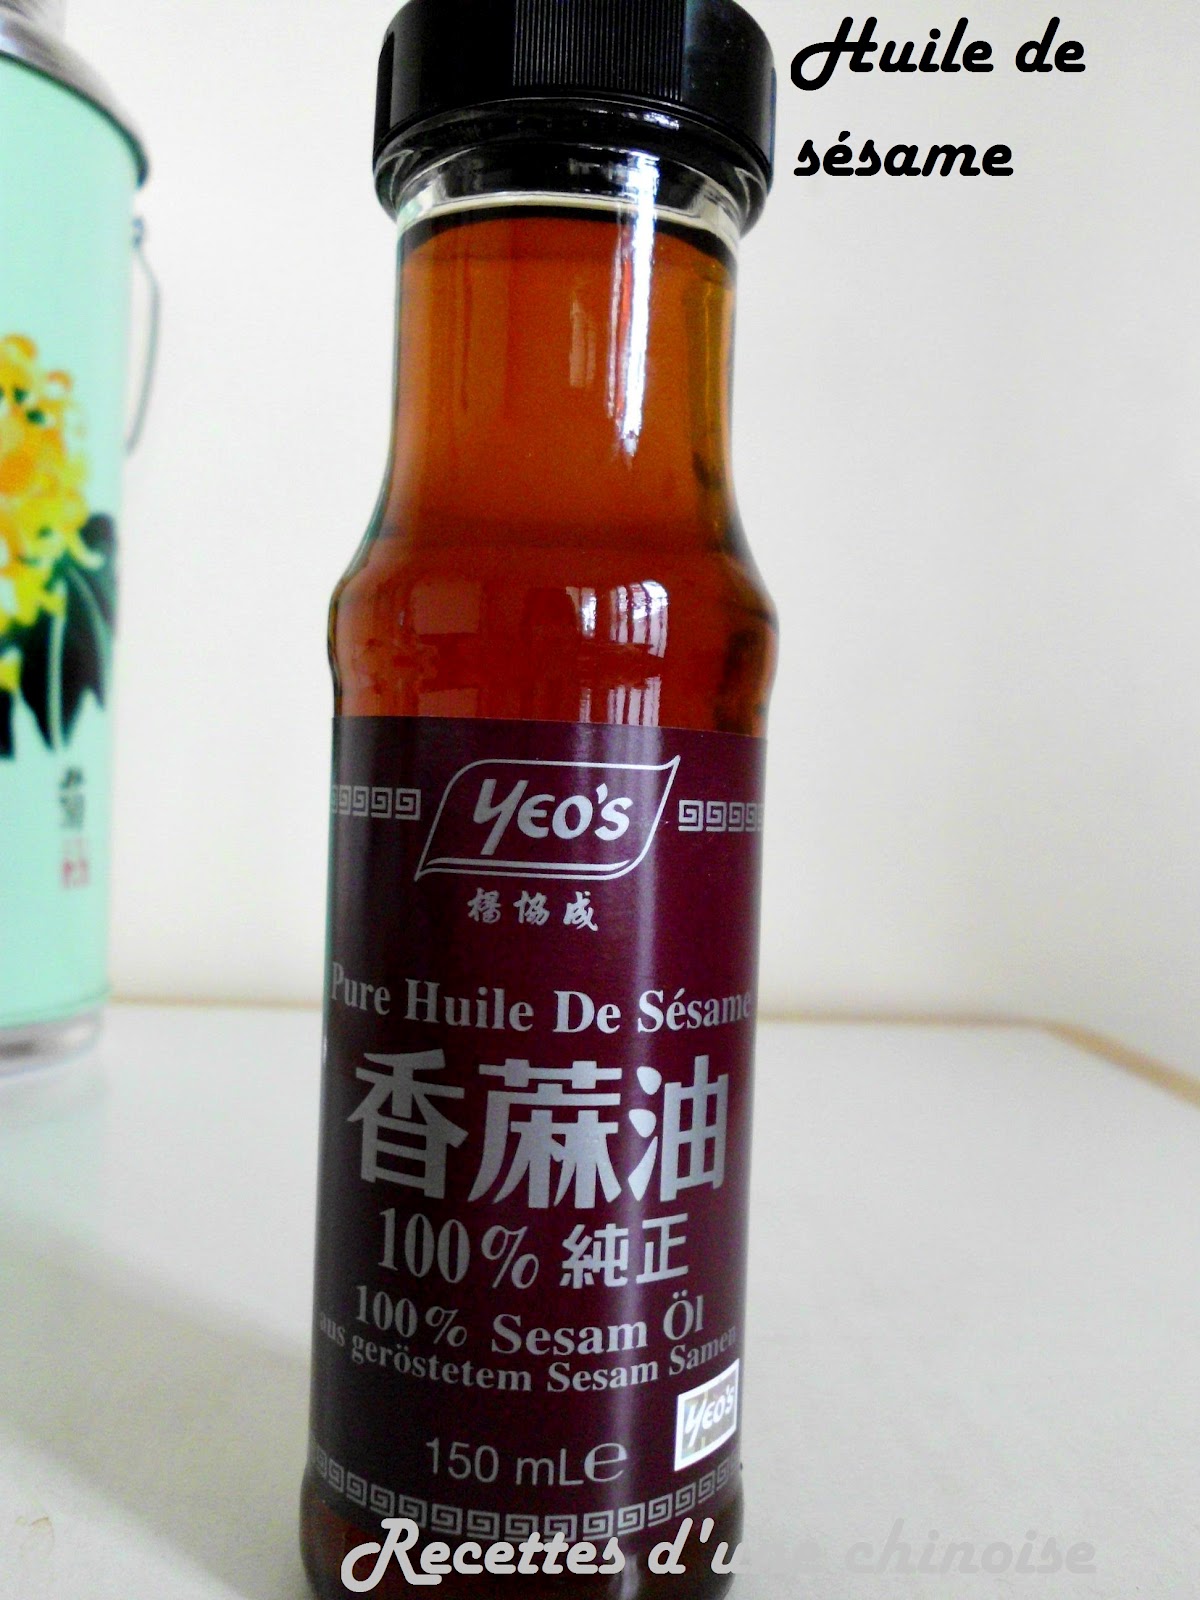 Huile de
sésame
YEO'S
楊協成
Pure Huile De Sésame
香蔴油
100% 純正
100% Sesam Öl
aus geröstetem Sesam Samen
YEO'S
150 mLe
Recettes d'une chinoise